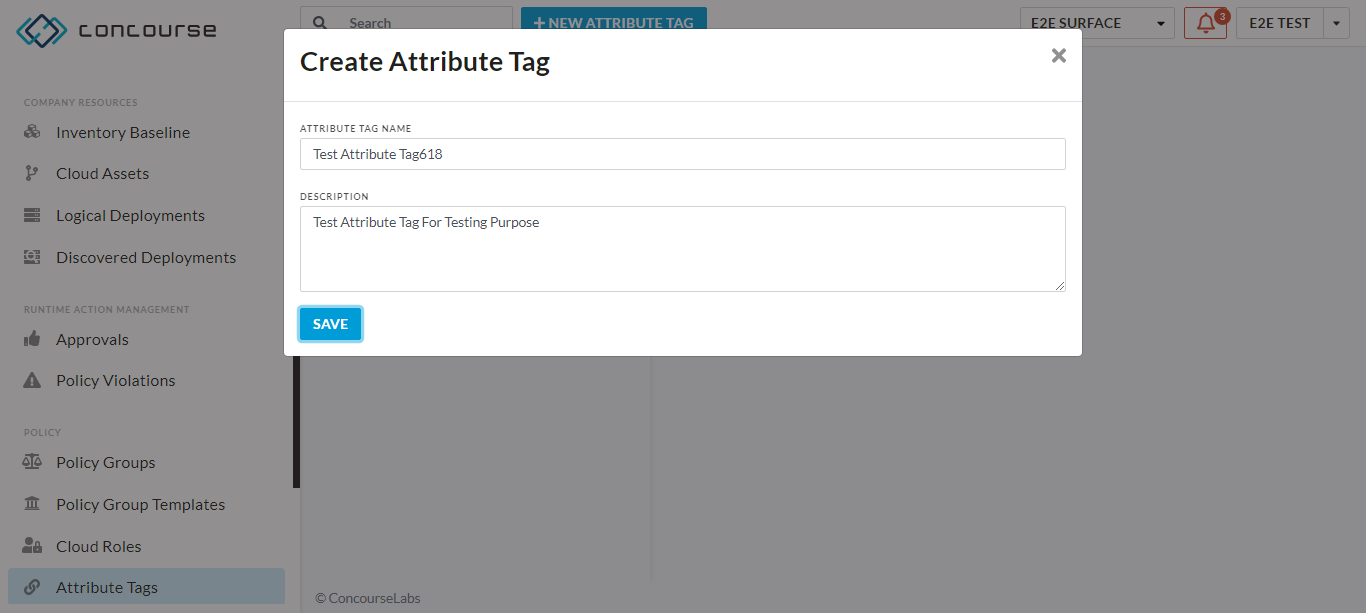 concourse
Search
+ NEW ATTRIBUTE TAG
E2E SURFACE
3
E2E TEST
Create Attribute Tag
ATTRIBUTE TAG NAME
Test Attribute Tag618
DESCRIPTION
Test Attribute Tag For Testing Purpose
SAVE
COMPANY RESOURCES
Inventory Baseline
Cloud Assets
Logical Deployments
Discovered Deployments
RUNTIME ACTION MANAGEMENT
Approvals
Policy Violations
POLICY
Policy Groups
Policy Group Templates
Cloud Roles
Attribute Tags
© ConcourseLabs